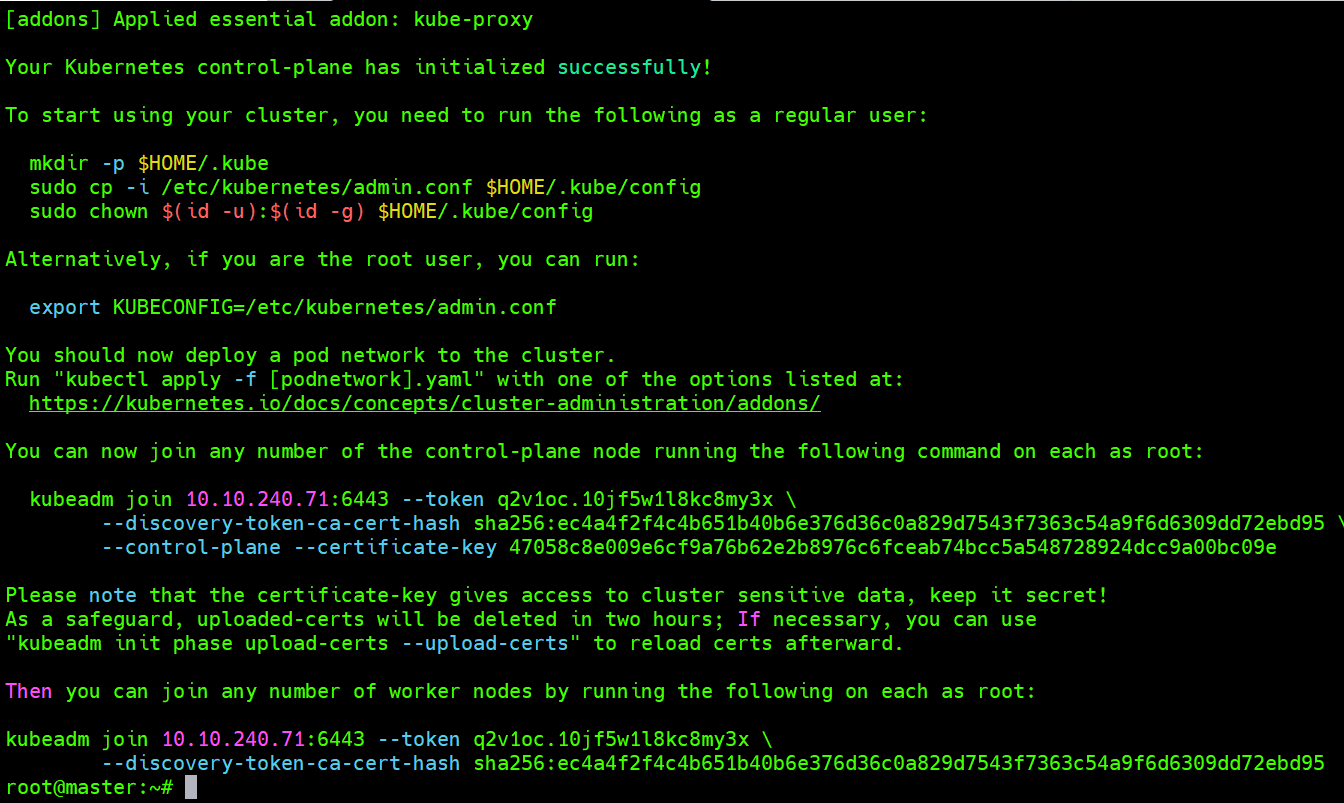 [addons] Applied essential addon: kube-proxy
Your Kubernetes control-plane has initialized successfully!
To start using your cluster, you need to run the following as a regular user:
mkdir -p $HOME/.kube
sudo cp -i /etc/kubernetes/admin.conf $HOME/.kube/config
sudo chown $(id -u):$(id -g) $HOME/.kube/config
Alternatively, if you are the root user, you can run:
export KUBECONFIG=/etc/kubernetes/admin.conf
You should now deploy a pod network to the cluster.
Run "kubectl apply -f [podnetwork].yaml" with one of the options listed at:
https://kubernetes.io/docs/concepts/cluster-administration/addons/
You can now join any number of the control-plane node running the following command on each as root:
kubeadm join 10.10.240.71:6443 --token q2v1oc.10jf5w1l8kc8my3x \
--discovery-token-ca-cert-hash sha256:ec4a4f2f4c4b651b40b6e376d36c0a829d7543f7363c54a9f6d6309dd72ebd95 \
--control-plane --certificate-key 47058c8e009e6cf9a76b62e2b8976c6fceab74bcc5a548728924dcc9a00bc09e
Please note that the certificate-key gives access to cluster sensitive data, keep it secret!
As a safeguard, uploaded-certs will be deleted in two hours; If necessary, you can use
"kubeadm init phase upload-certs --upload-certs" to reload certs afterward.
Then you can join any number of worker nodes by running the following on each as root:
kubeadm join 10.10.240.71:6443 --token q2v1oc.10jf5w1l8kc8my3x \
--discovery-token-ca-cert-hash sha256:ec4a4f2f4c4b651b40b6e376d36c0a829d7543f7363c54a9f6d6309dd72ebd95
root@master:~#